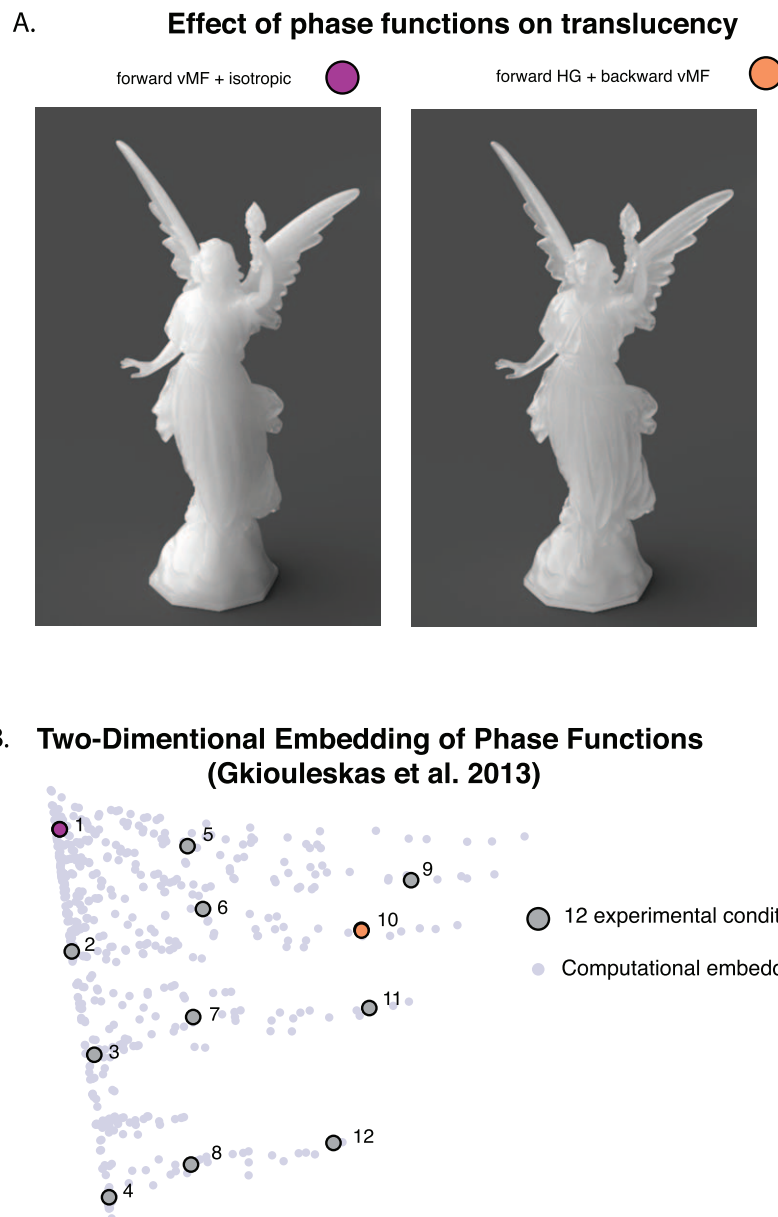 A.
Effect of phase functions on translucency
forward vMF + isotropic
forward HG + backward vMF
B.
Two-Dimentional Embedding of Phase Functions
(Gkiouleskas et al. 2013)
1
5
9
6
10
2
12 experimental condit
Computational embedd
11
7
3
12
8
4